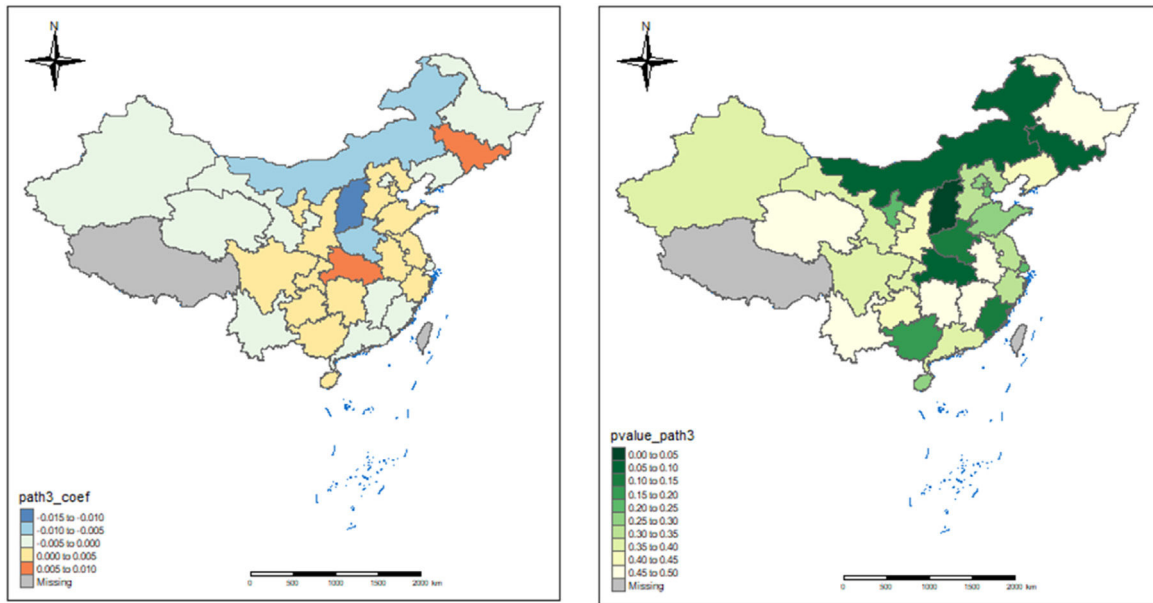 N
path3_coef
-0.015 to -0.010
-0.010 to -0.005
-0.005 to 0.000
0.000 to 0.005
0.005 to 0.010
Missing
0 500 1000 1500 2000 km
N
pvalue_path3
0.00 to 0.05
0.05 to 0.10
0.10 to 0.15
0.15 to 0.20
0.20 to 0.25
0.25 to 0.30
0.30 to 0.35
0.35 to 0.40
0.40 to 0.45
0.45 to 0.50
Missing
0 500 1000 1500 2000 km